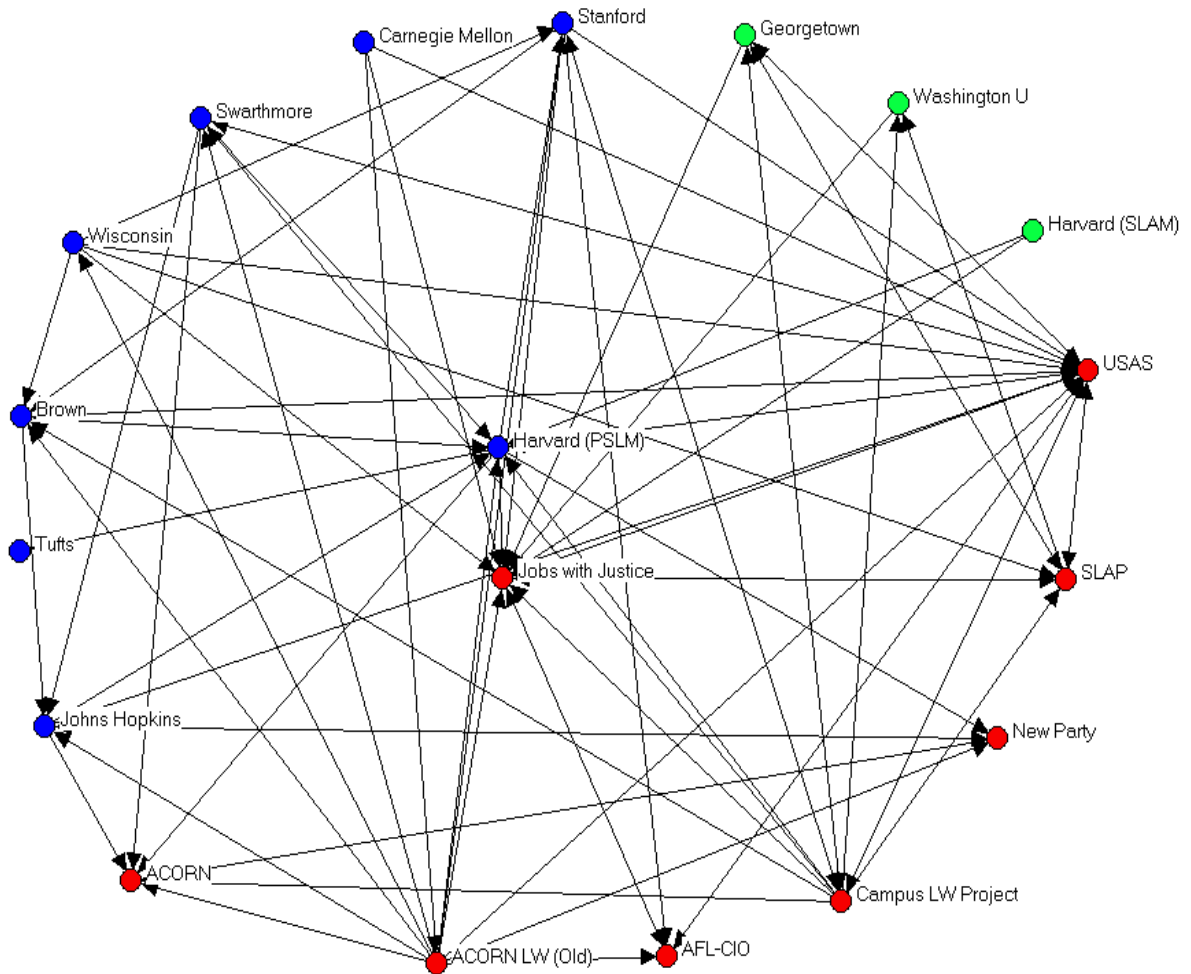 Stanford
Carnegie Mellon
Georgetown
Washington U
Swarthmore
Harvard (SLAM)
Wisconsin
USAS
Brown
Harvard (PSLM)
Tufts
Jobs with Justice
SLAP
Johns Hopkins
New Party
ACORN
Campus LW Project
ACORN LW (Old)
AFL-CIO